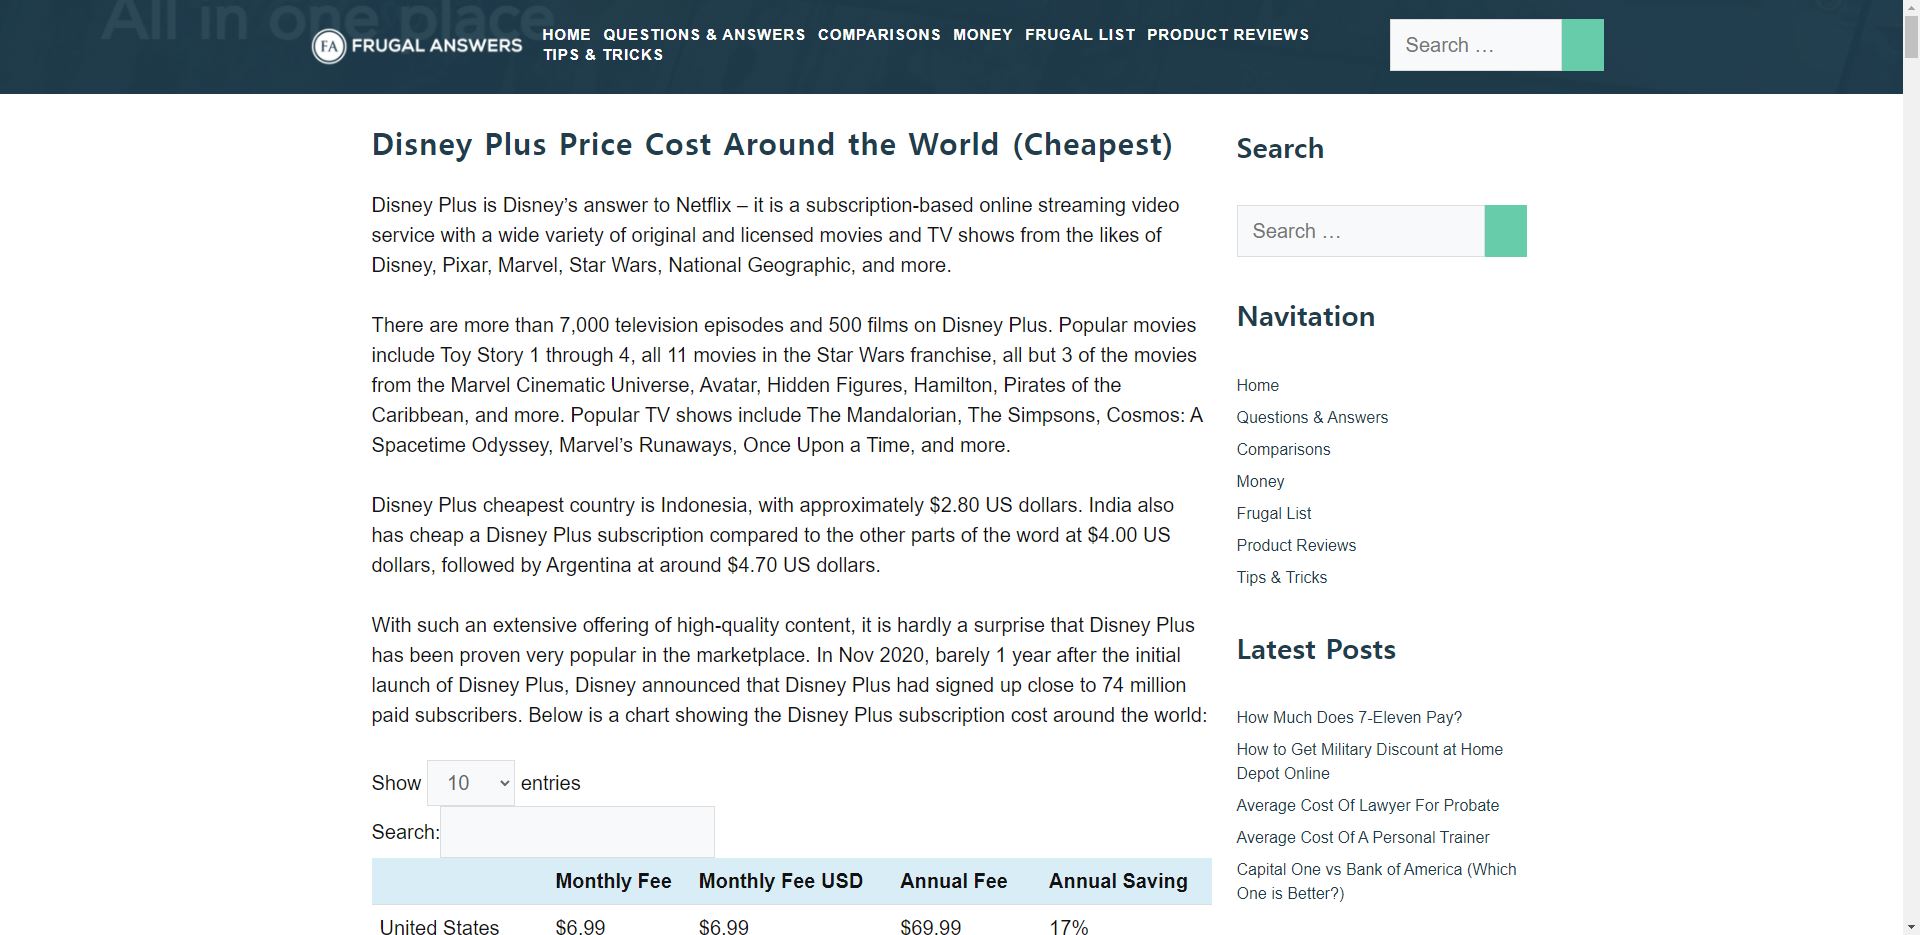 All in one place
FA FRUGAL ANSWERS
HOME QUESTIONS & ANSWERS COMPARISONS MONEY FRUGAL LIST PRODUCT REVIEWS
TIPS & TRICKS
Search …
Disney Plus Price Cost Around the World (Cheapest)
Disney Plus is Disney’s answer to Netflix – it is a subscription-based online streaming video
service with a wide variety of original and licensed movies and TV shows from the likes of
Disney, Pixar, Marvel, Star Wars, National Geographic, and more.
There are more than 7,000 television episodes and 500 films on Disney Plus. Popular movies
include Toy Story 1 through 4, all 11 movies in the Star Wars franchise, all but 3 of the movies
from the Marvel Cinematic Universe, Avatar, Hidden Figures, Hamilton, Pirates of the
Caribbean, and more. Popular TV shows include The Mandalorian, The Simpsons, Cosmos: A
Spacetime Odyssey, Marvel’s Runaways, Once Upon a Time, and more.
Disney Plus cheapest country is Indonesia, with approximately $2.80 US dollars. India also
has cheap a Disney Plus subscription compared to the other parts of the word at $4.00 US
dollars, followed by Argentina at around $4.70 US dollars.
With such an extensive offering of high-quality content, it is hardly a surprise that Disney Plus
has been proven very popular in the marketplace. In Nov 2020, barely 1 year after the initial
launch of Disney Plus, Disney announced that Disney Plus had signed up close to 74 million
paid subscribers. Below is a chart showing the Disney Plus subscription cost around the world:
Show 10 entries
Search:
Monthly Fee Monthly Fee USD Annual Fee Annual Saving
United States $6.99 $6.99 $69.99 17%
Search
Search …
Navitation
Home
Questions & Answers
Comparisons
Money
Frugal List
Product Reviews
Tips & Tricks
Latest Posts
How Much Does 7-Eleven Pay?
How to Get Military Discount at Home
Depot Online
Average Cost Of Lawyer For Probate
Average Cost Of A Personal Trainer
Capital One vs Bank of America (Which
One is Better?)